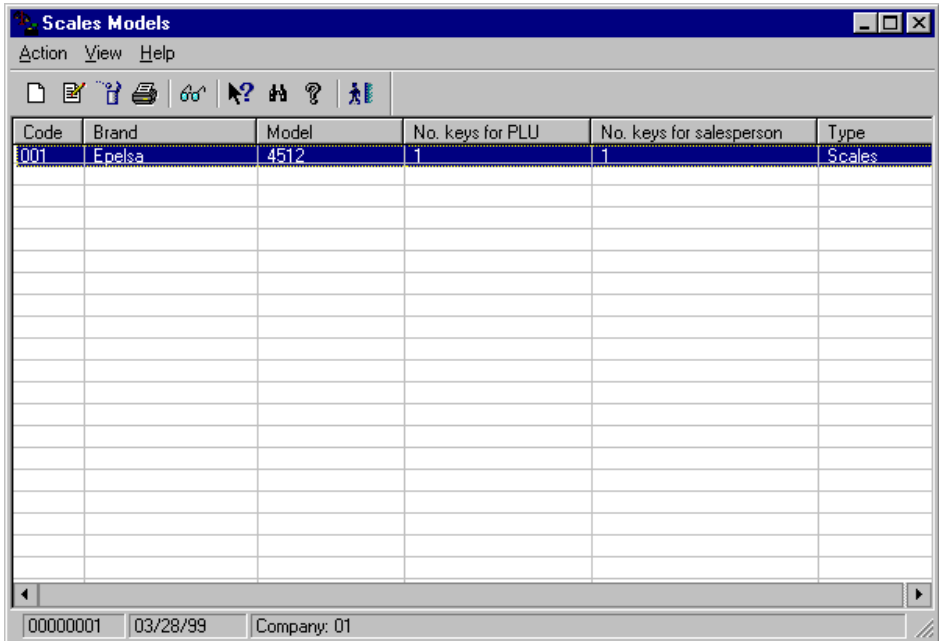 Scales Models
Action View Help
Code Brand Model No. keys for PLU No. keys for salesperson Type
001 Epelsa 4512 1 1 Scales
00000001 03/28/99 Company: 01